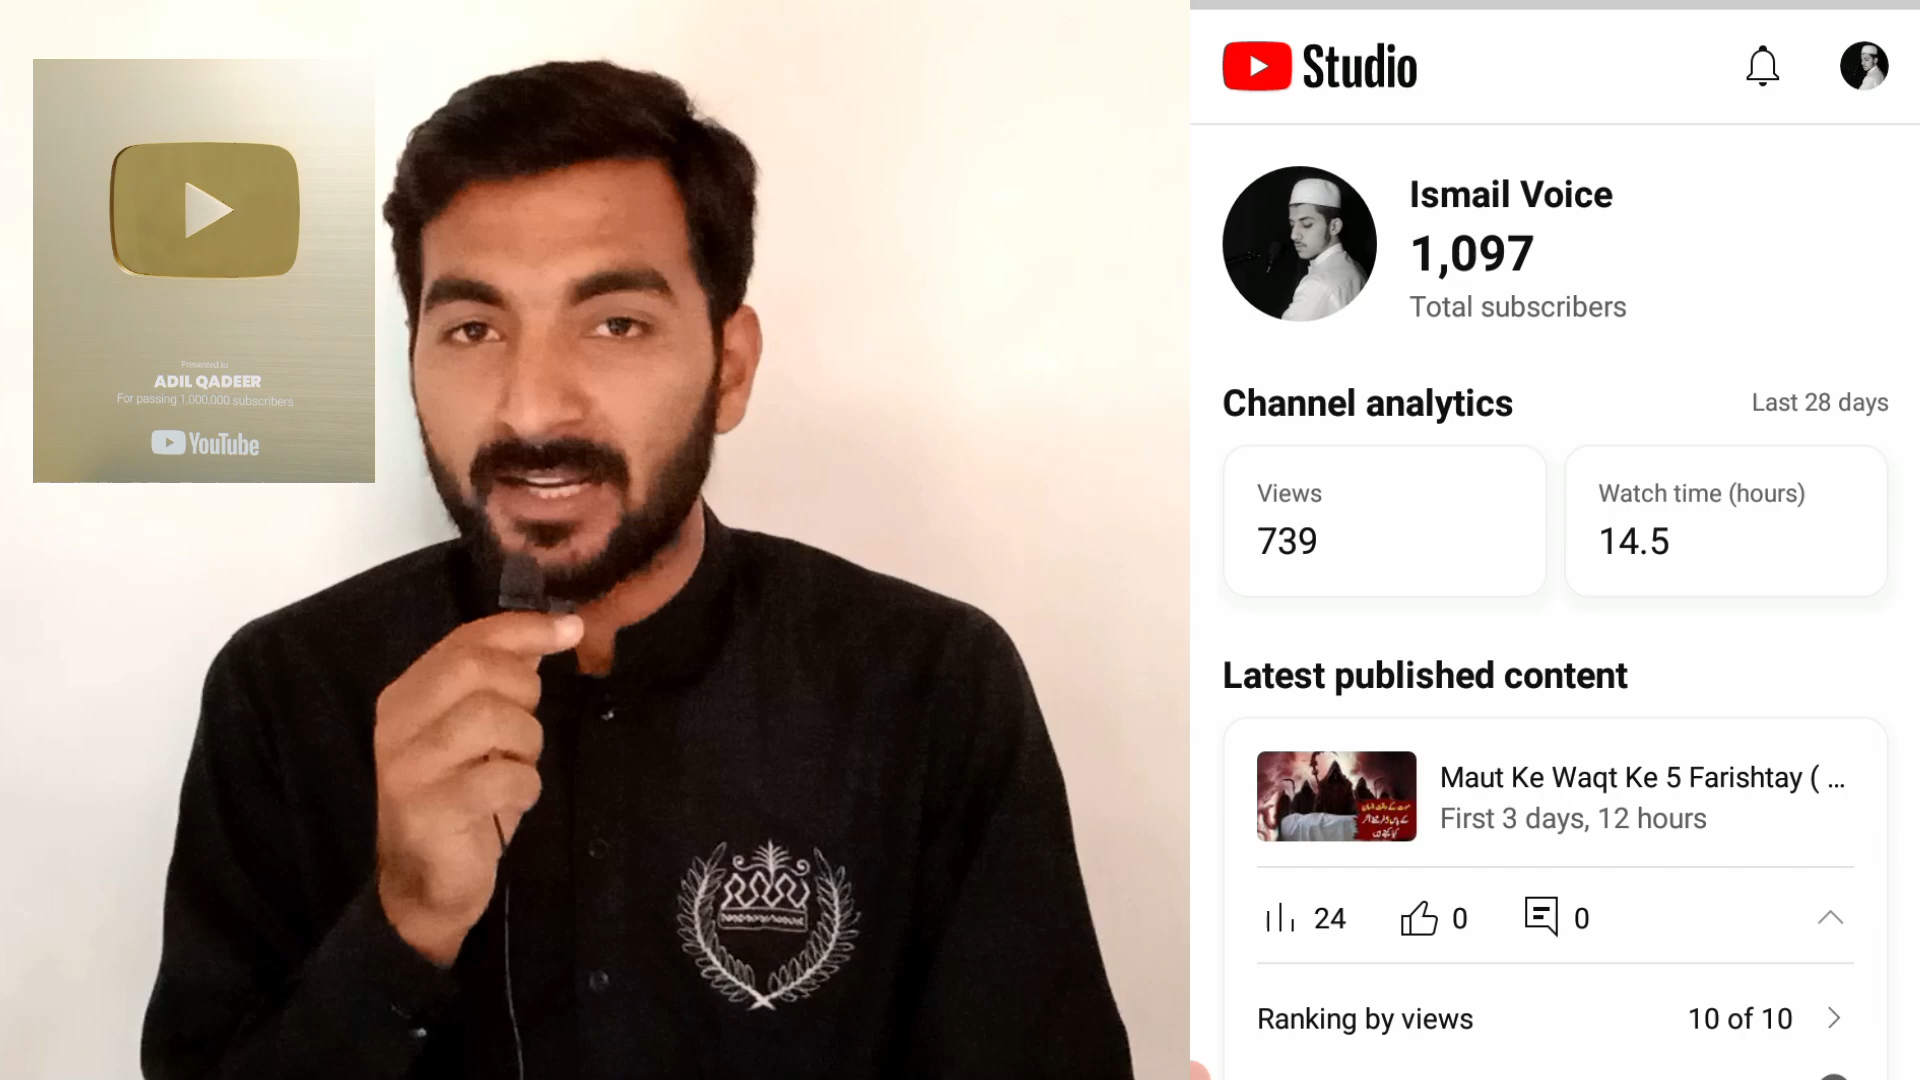 Presented to
ADIL QADEER
For passing 1,000,000 subscribers
YouTube
Studio
Ismail Voice
1,097
Total subscribers
Channel analytics
Last 28 days
Views
739
Watch time (hours)
14.5
Latest published content
Maut Ke Waqt Ke 5 Farishtay ( ...
First 3 days, 12 hours
24
0
0
Ranking by views
10 of 10